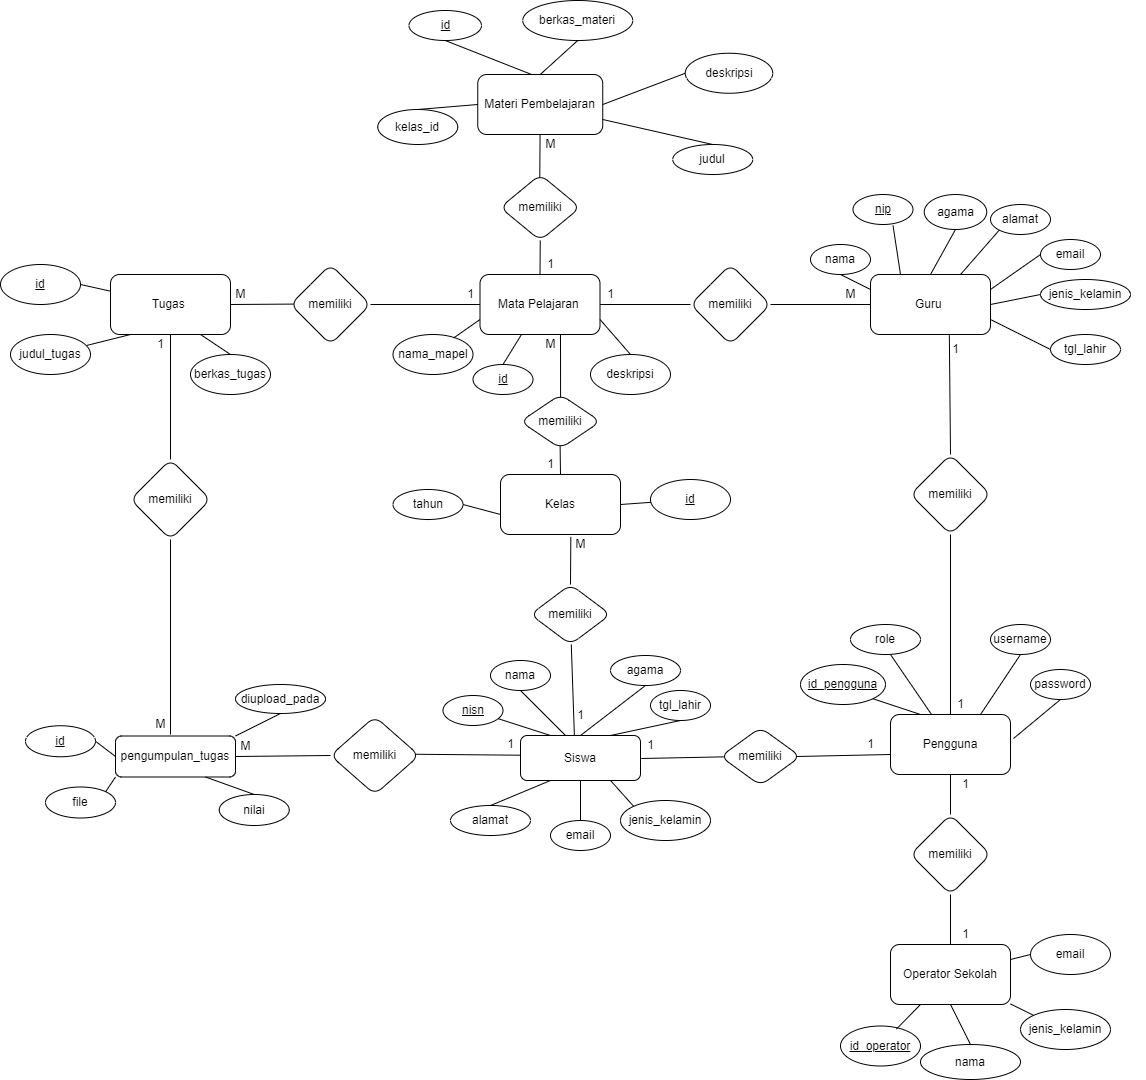 id
berkas_materi
deskripsi
Materi Pembelajaran
kelas_id
judul
M
memiliki
1
nip
agama
alamat
nama
email
jenis_kelamin
tgl_lahir
id
Tugas
M
memiliki
1
Mata Pelajaran
1
memiliki
M
Guru
judul_tugas
1
berkas_tugas
nama_mapel
id
M
deskripsi
1
memiliki
1
tahun
Kelas
id
M
memiliki
memiliki
memiliki
role
username
id_pengguna
password
nama
agama
nisn
tgl_lahir
1
1
diupload_pada
M
id
pengumpulan_tugas
M
memiliki
1
Siswa
1
memiliki
1
Pengguna
file
nilai
alamat
email
jenis_kelamin
1
memiliki
1
Operator Sekolah
email
jenis_kelamin
id_operator
nama